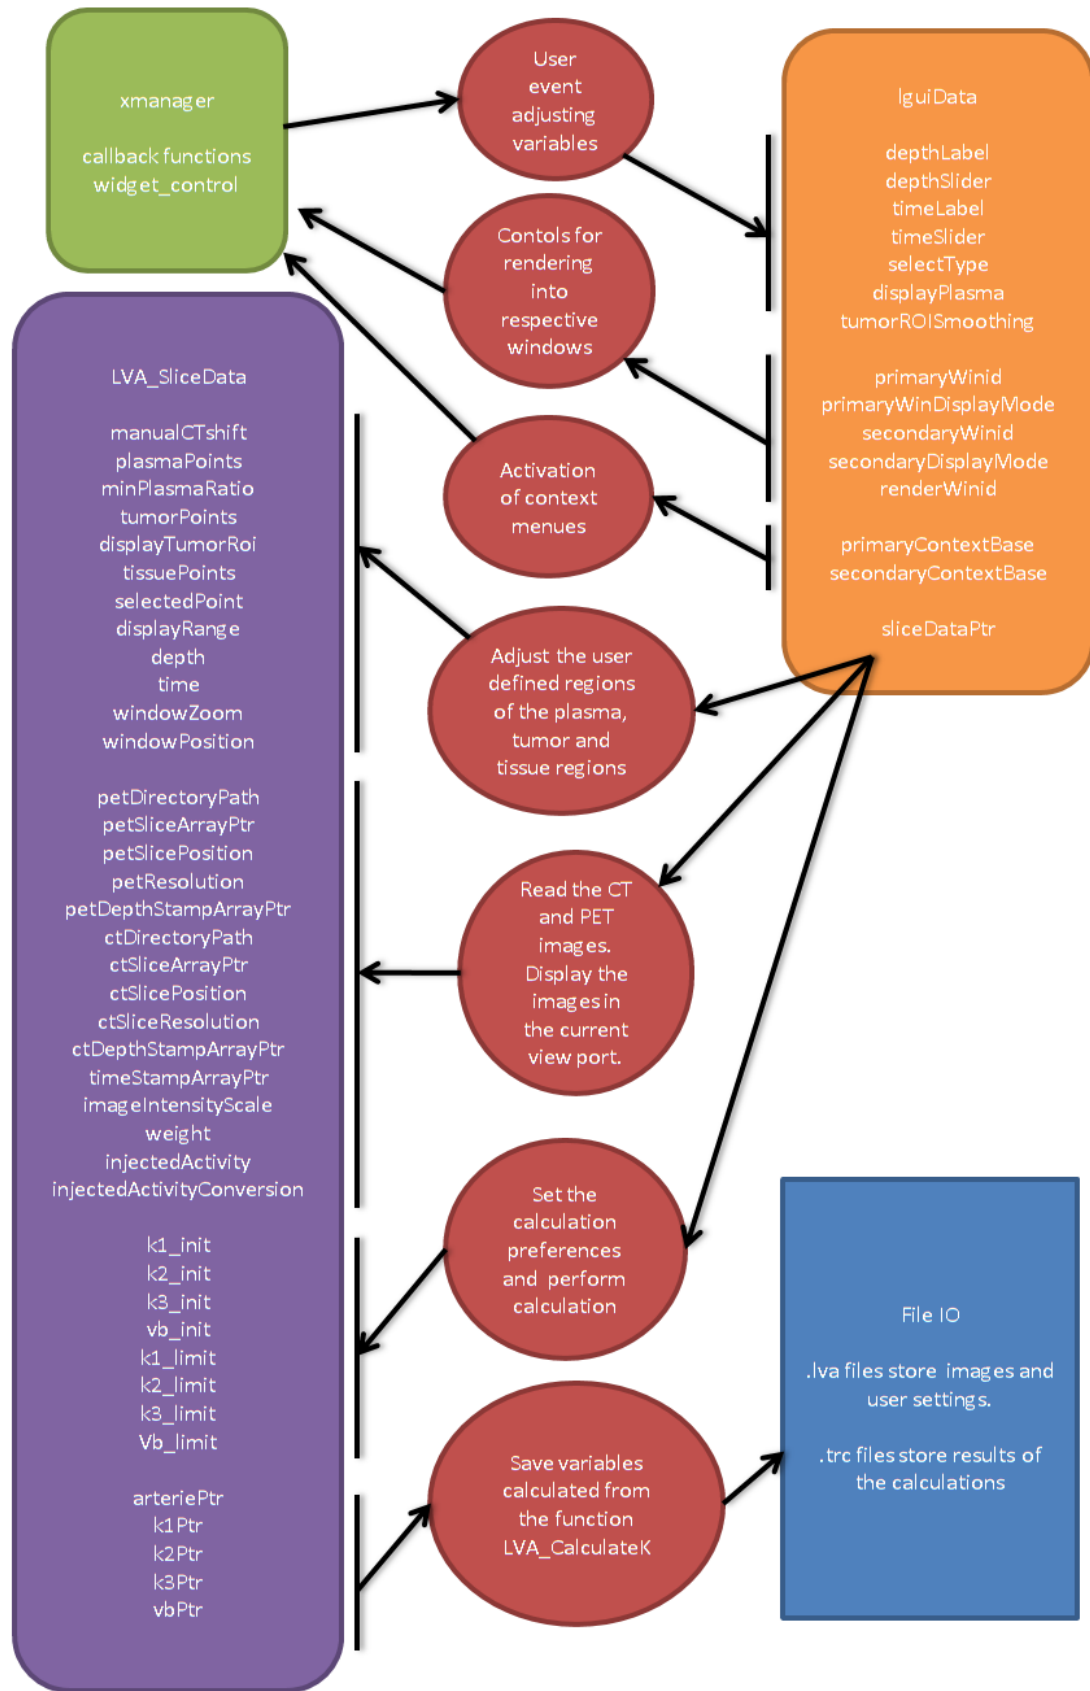 xmanager
callback functions
widget_control
User
event
adjusting
variables
IguiData
depthLabel
depthSlider
timeLabel
timeSlider
selectType
displayPlasma
tumorROISmoothing
primaryWinid
primaryWinDisplayMode
secondaryWinid
secondaryDisplayMode
renderWinid
primaryContextBase
secondaryContextBase
sliceDataPtr
Contols for
rendering
into
respective
windows
Activation
of context
menues
LVA_SliceData
manualCTshift
plasmaPoints
minPlasmaRatio
tumorPoints
displayTumorRoi
tissuePoints
selectedPoint
displayRange
depth
time
windowZoom
windowPosition
petDirectoryPath
petSliceArrayPtr
petSlicePosition
petResolution
petDepthStampArrayPtr
ctDirectoryPath
ctSliceArrayPtr
ctSlicePosition
ctSliceResolution
ctDepthStampArrayPtr
timeStampArrayPtr
imageIntensityScale
weight
injectedActivity
injectedActivityConversion
k1_init
k2_init
k3_init
vb_init
k1_limit
k2_limit
k3_limit
Vb_limit
arteriePtr
k1Ptr
k2Ptr
k3Ptr
vbPtr
Adjust the user
defined regions
of the plasma,
tumor and
tissue regions
Read the CT
and PET
images.
Display the
images in
the current
view port.
Set the
calculation
preferences
and perform
calculation
Save variables
calculated from
the function
LVA_CalculateK
File IO
.lva files store images and
user settings.
.trc files store results of
the calculations